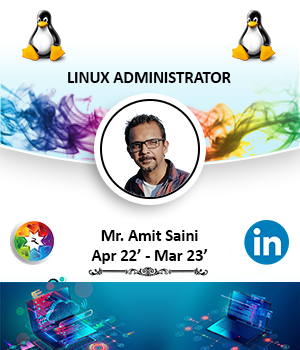 LINUX ADMINISTRATOR
Mr. Amit Saini
Apr 22’ - Mar 23’
in